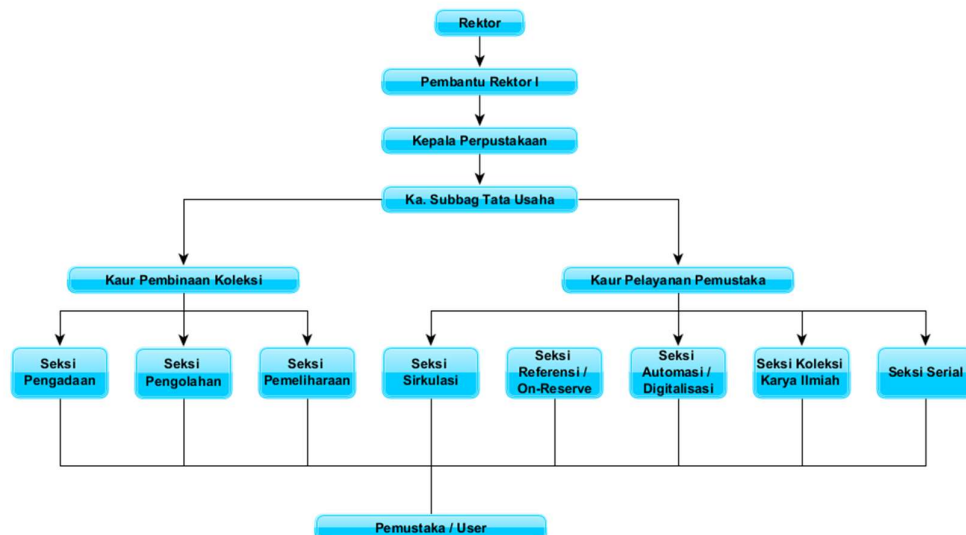 Rektor
Pembantu Rektor I
Kepala Perpustakaan
Ka. Subbag Tata Usaha
Kaur Pembinaan Koleksi
Kaur Pelayanan Pemustaka
Seksi
Pengadaan
Seksi
Pengolahan
Seksi
Pemeliharaan
Seksi
Sirkulasi
Seksi
Referensi /
On-Reserve
Seksi
Automasi /
Digitalisasi
Seksi Koleksi
Karya Ilmiah
Seksi Serial
Pemustaka / User